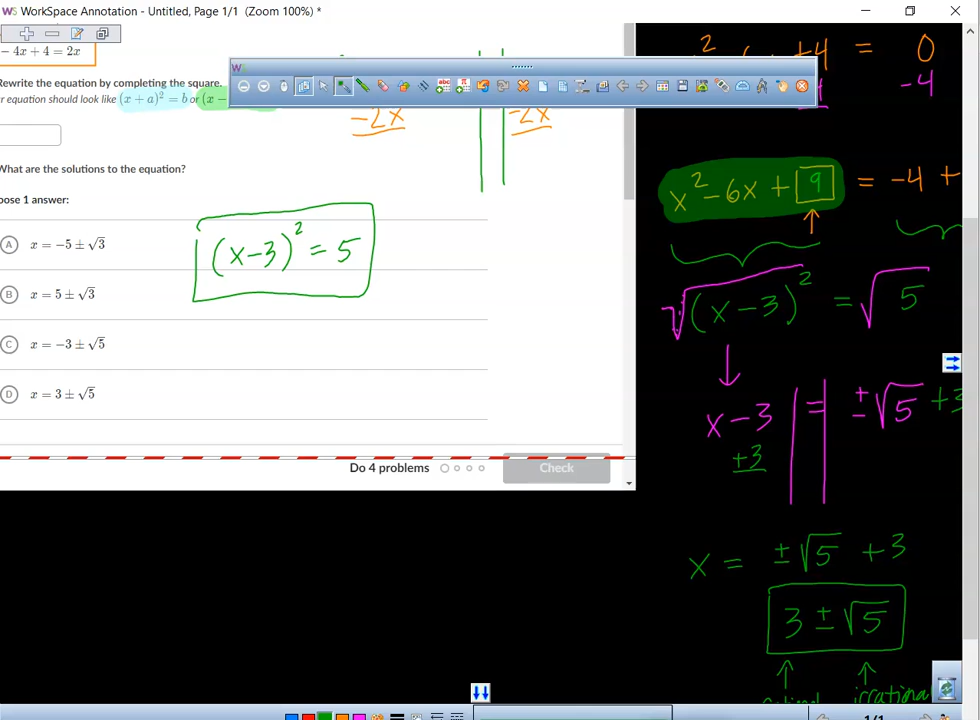 WorkSpace Annotation - Untitled, Page 1/1 (Zoom 100%) *
- 4x + 4 = 2x
Rewrite the equation by completing the square.
r equation should look like (x + a)² = b or (x −
What are the solutions to the equation?
oose 1 answer:
A x = −5 ± √3
B x = 5 ± √3
C x = −3 ± √5
D x = 3 ± √5
Do 4 problems
Check
-2x -2x
(x-3)² = 5
2 +4 = 0
-4
x² - 6x + 9 = -4 +
√(x-3)² = √5
x - 3 = ± √5 +3
+3
x = ±√5 + 3
3 ± √5
irrational
1/1